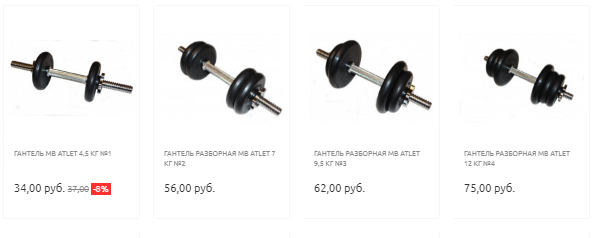 ГАНТЕЛЬ MB ATLET 4,5 КГ №1
34,00 руб. 37,00 -8%
ГАНТЕЛЬ РАЗБОРНАЯ MB ATLET 7
КГ №2
56,00 руб.
ГАНТЕЛЬ РАЗБОРНАЯ MB ATLET
9,5 КГ №3
62,00 руб.
ГАНТЕЛЬ РАЗБОРНАЯ MB ATLET
12 КГ №4
75,00 руб.